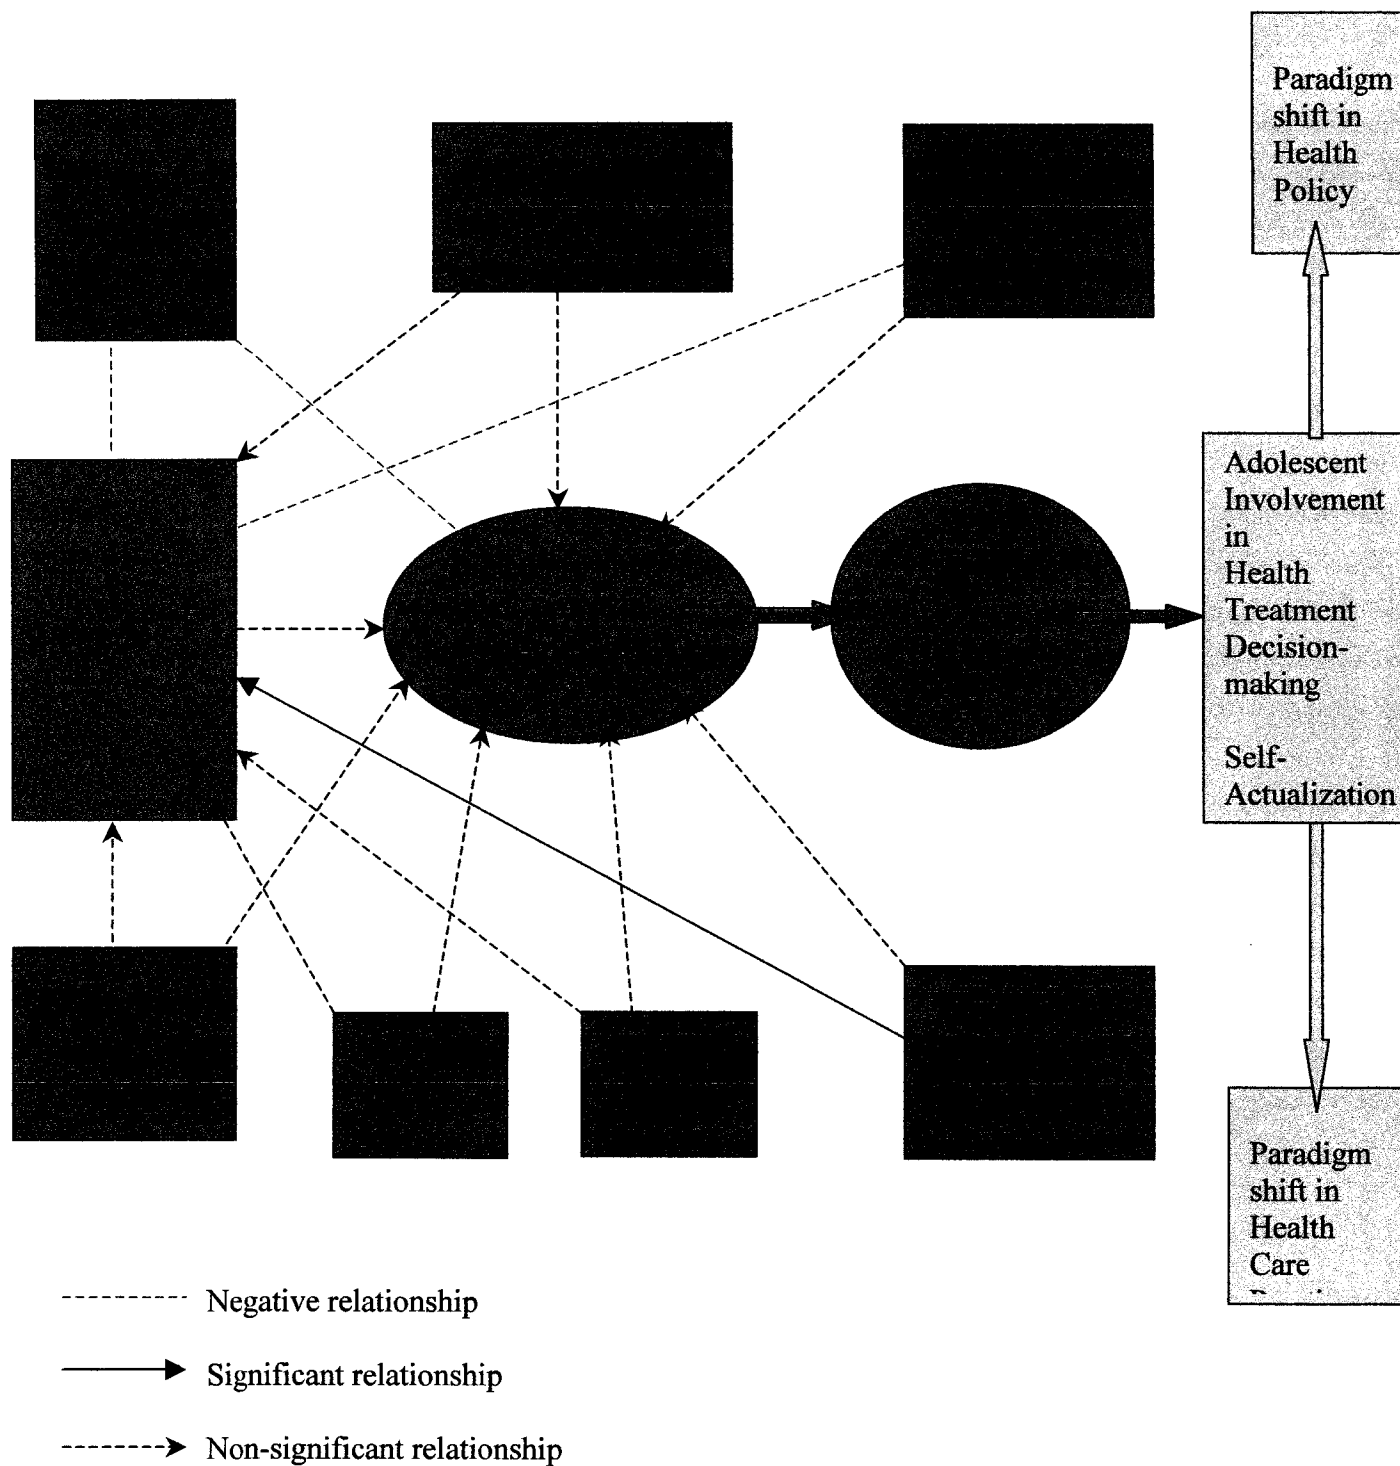 Paradigm
shift in
Health
Policy
Adolescent
Involvement
in
Health
Treatment
Decision-
making
Self-
Actualization
Paradigm
shift in
Health
Care
Negative relationship
Significant relationship
Non-significant relationship